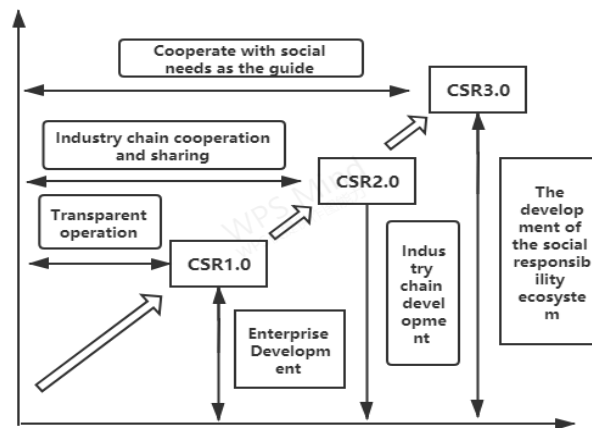 Cooperate with social
needs as the guide
CSR3.0
Industry chain cooperation
and sharing
CSR2.0
Transparent
operation
CSR1.0
Enterprise
Developm
ent
Indus
try
chain
devel
opme
nt
The
develop
ment of
the social
responsib
ility
ecosyste
m
WPS Mind